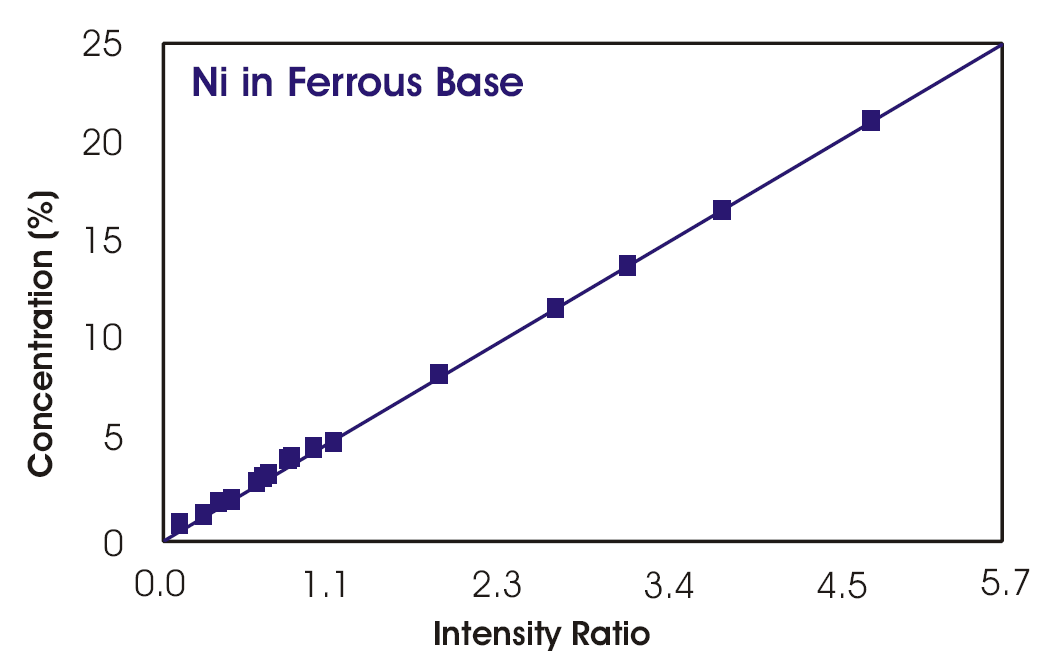 Ni in Ferrous Base
Concentration (%)
25
20
15
10
5
0
0.0 1.1 2.3 3.4 4.5 5.7
Intensity Ratio